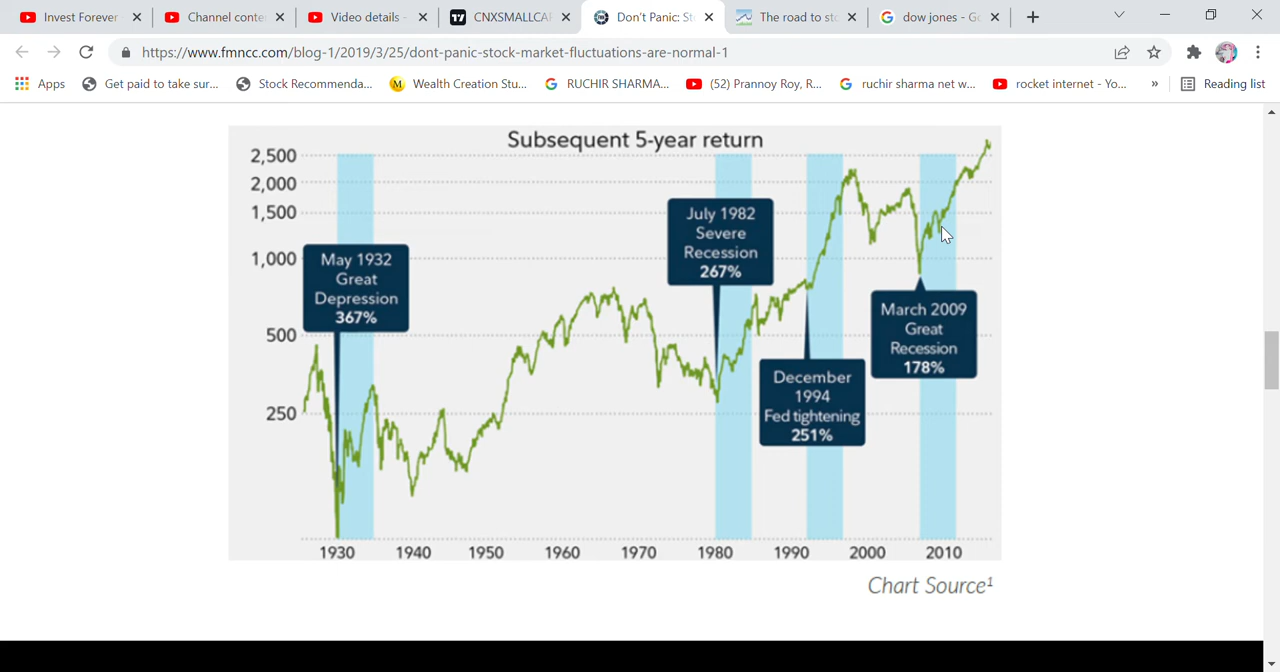 Invest Forever
Channel conte
Video details -
CNXSMALLCA
Don't Panic: St
The road to sto
dow jones - Go
https://www.fmncc.com/blog-1/2019/3/25/dont-panic-stock-market-fluctuations-are-normal-1
Apps
Get paid to take sur...
Stock Recommenda...
Wealth Creation Stu...
RUCHIR SHARMA...
(52) Prannoy Roy, R...
ruchir sharma net w...
rocket internet - Yo...
»
Reading list
Subsequent 5-year return
2,500
2,000
1,500
1,000
500
250
May 1932
Great
Depression
367%
July 1982
Severe
Recession
267%
December
1994
Fed tightening
251%
March 2009
Great
Recession
178%
1930 1940 1950 1960 1970 1980 1990 2000 2010
Chart Source¹